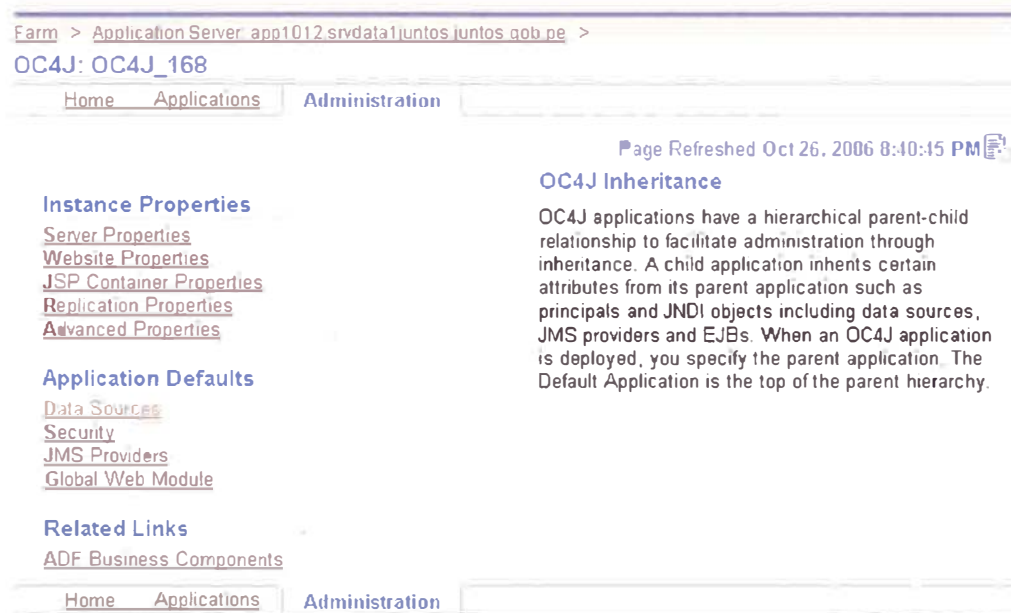 Farm > Application Server: app1012.srvdata1juntos.juntos.gob.pe >
OC4J: OC4J_168
Home Applications Administration
Page Refreshed Oct 26, 2006 8:40:45 PM
Instance Properties
Server Properties
Website Properties
JSP Container Properties
Replication Properties
Advanced Properties
Application Defaults
Data Sources
Security
JMS Providers
Global Web Module
Related Links
ADF Business Components
OC4J Inheritance
OC4J applications have a hierarchical parent-child
relationship to facilitate administration through
inheritance. A child application inherits certain
attributes from its parent application such as
principals and JNDI objects including data sources,
JMS providers and EJBs. When an OC4J application
is deployed, you specify the parent application. The
Default Application is the top of the parent hierarchy.
Home Applications Administration